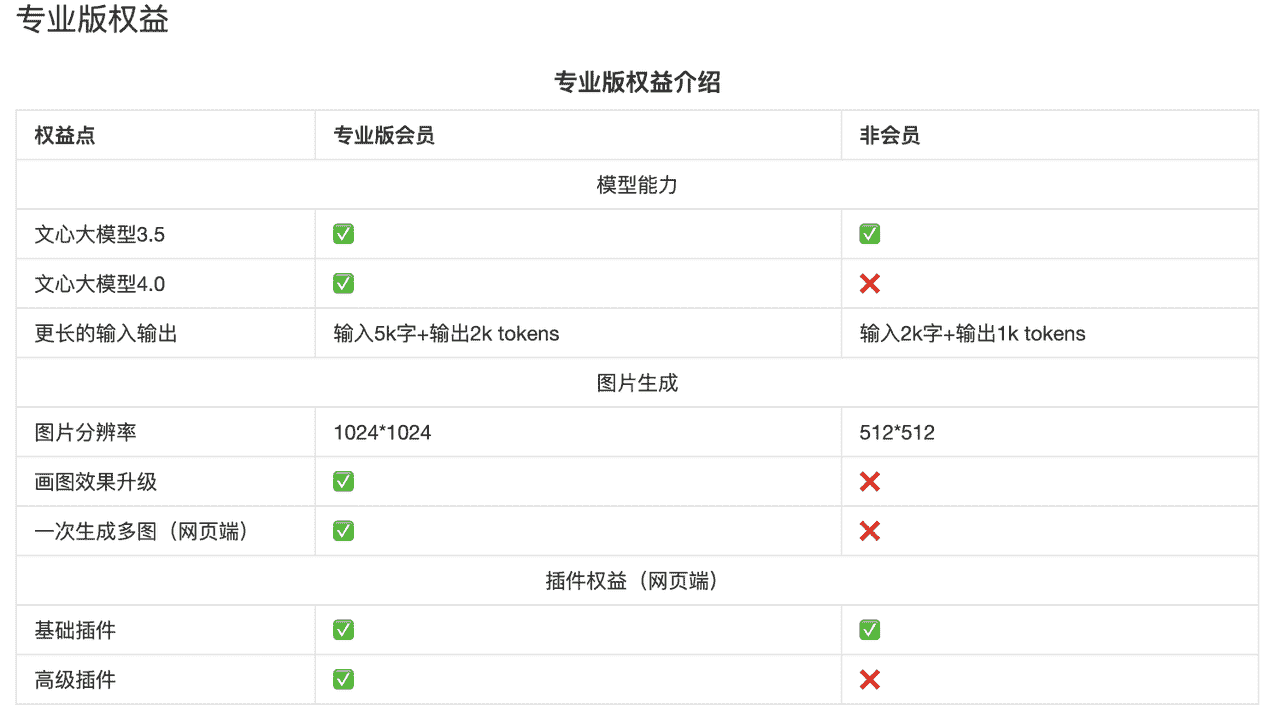 专业版权益
专业版权益介绍
权益点 专业版会员 非会员
模型能力
文心大模型3.5 ✅ ✅
文心大模型4.0 ✅ ❌
更长的输入输出 输入5k字+输出2k tokens 输入2k字+输出1k tokens
图片生成
图片分辨率 1024*1024 512*512
画图效果升级 ✅ ❌
一次生成多图（网页端） ✅ ❌
插件权益（网页端）
基础插件 ✅ ✅
高级插件 ✅ ❌